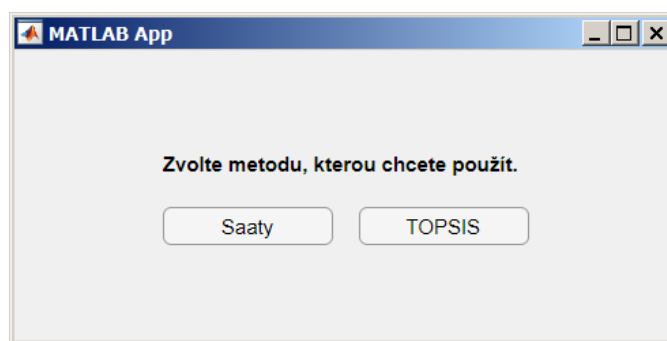 MATLAB App
Zvolte metodu, kterou chcete použít.
Saaty TOPSIS